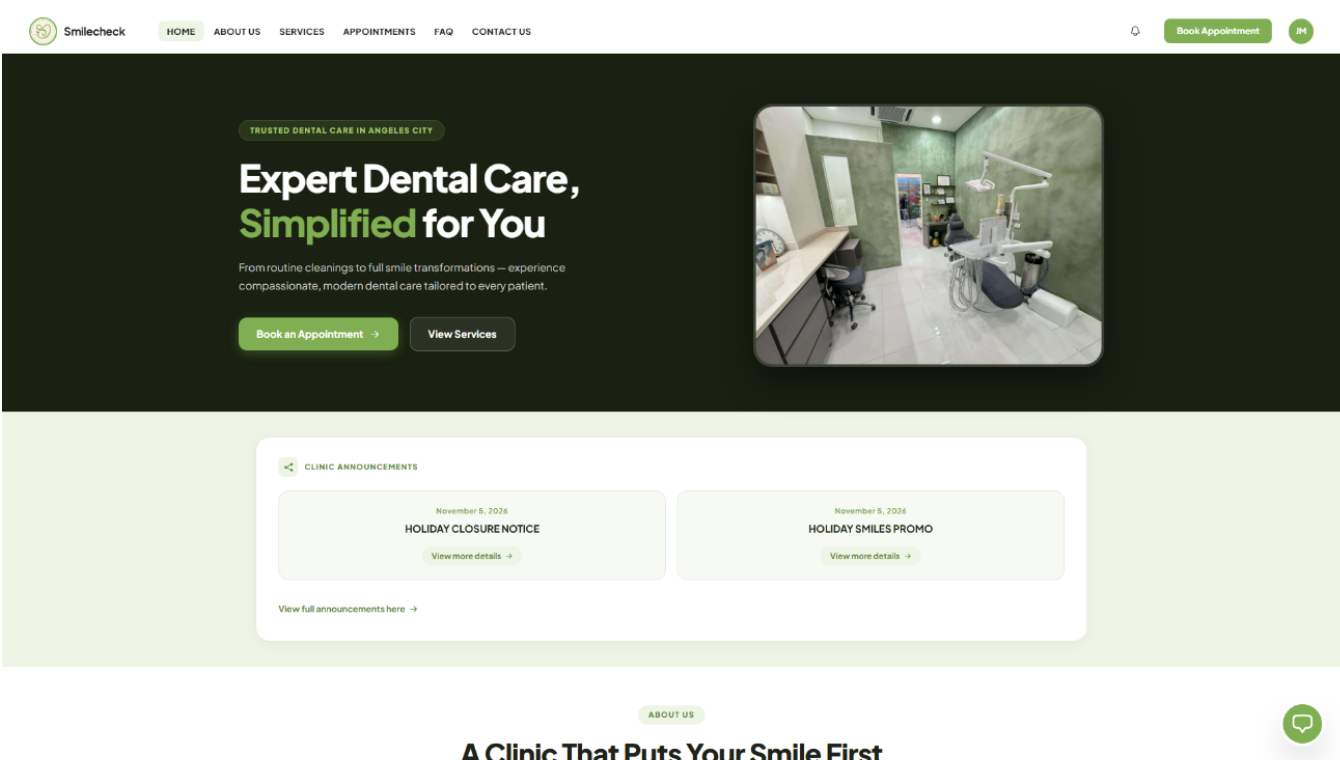 Smilecheck
HOME
ABOUT US
SERVICES
APPOINTMENTS
FAQ
CONTACT US
Book Appointment
JM
TRUSTED DENTAL CARE IN ANGELES CITY
Expert Dental Care,
Simplified for You
From routine cleanings to full smile transformations — experience
compassionate, modern dental care tailored to every patient.
Book an Appointment →
View Services
CLINIC ANNOUNCEMENTS
November 5, 2026
HOLIDAY CLOSURE NOTICE
View more details →
November 5, 2026
HOLIDAY SMILES PROMO
View more details →
View full announcements here →
ABOUT US
A Clinic That Puts Your Smile First